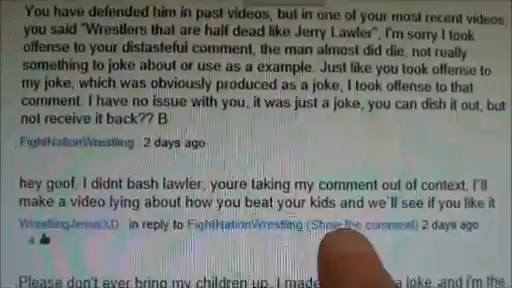 You have defended him in past videos, but in one of your most recent videos
you said "Wrestlers that are half dead like Jerry Lawler", I'm sorry I took
offense to your distasteful comment, the man almost did die, not really
something to joke about or use as a example. Just like you took offense to
my joke, which was obviously produced as a joke, I took offense to that
comment. I have no issue with you, it was just a joke, you can dish it out, but
not receive it back?? B
FightNationWrestling 2 days ago
hey goof, I didnt bash lawler, youre taking my comment out of context, I'll
make a video lying about how you beat your kids and we'll see if you like it
WrestlingJesusXD in reply to FightNationWrestling (Show the comment) 2 days ago
4
Please don't ever bring my children up, I made a joke, and i'm the